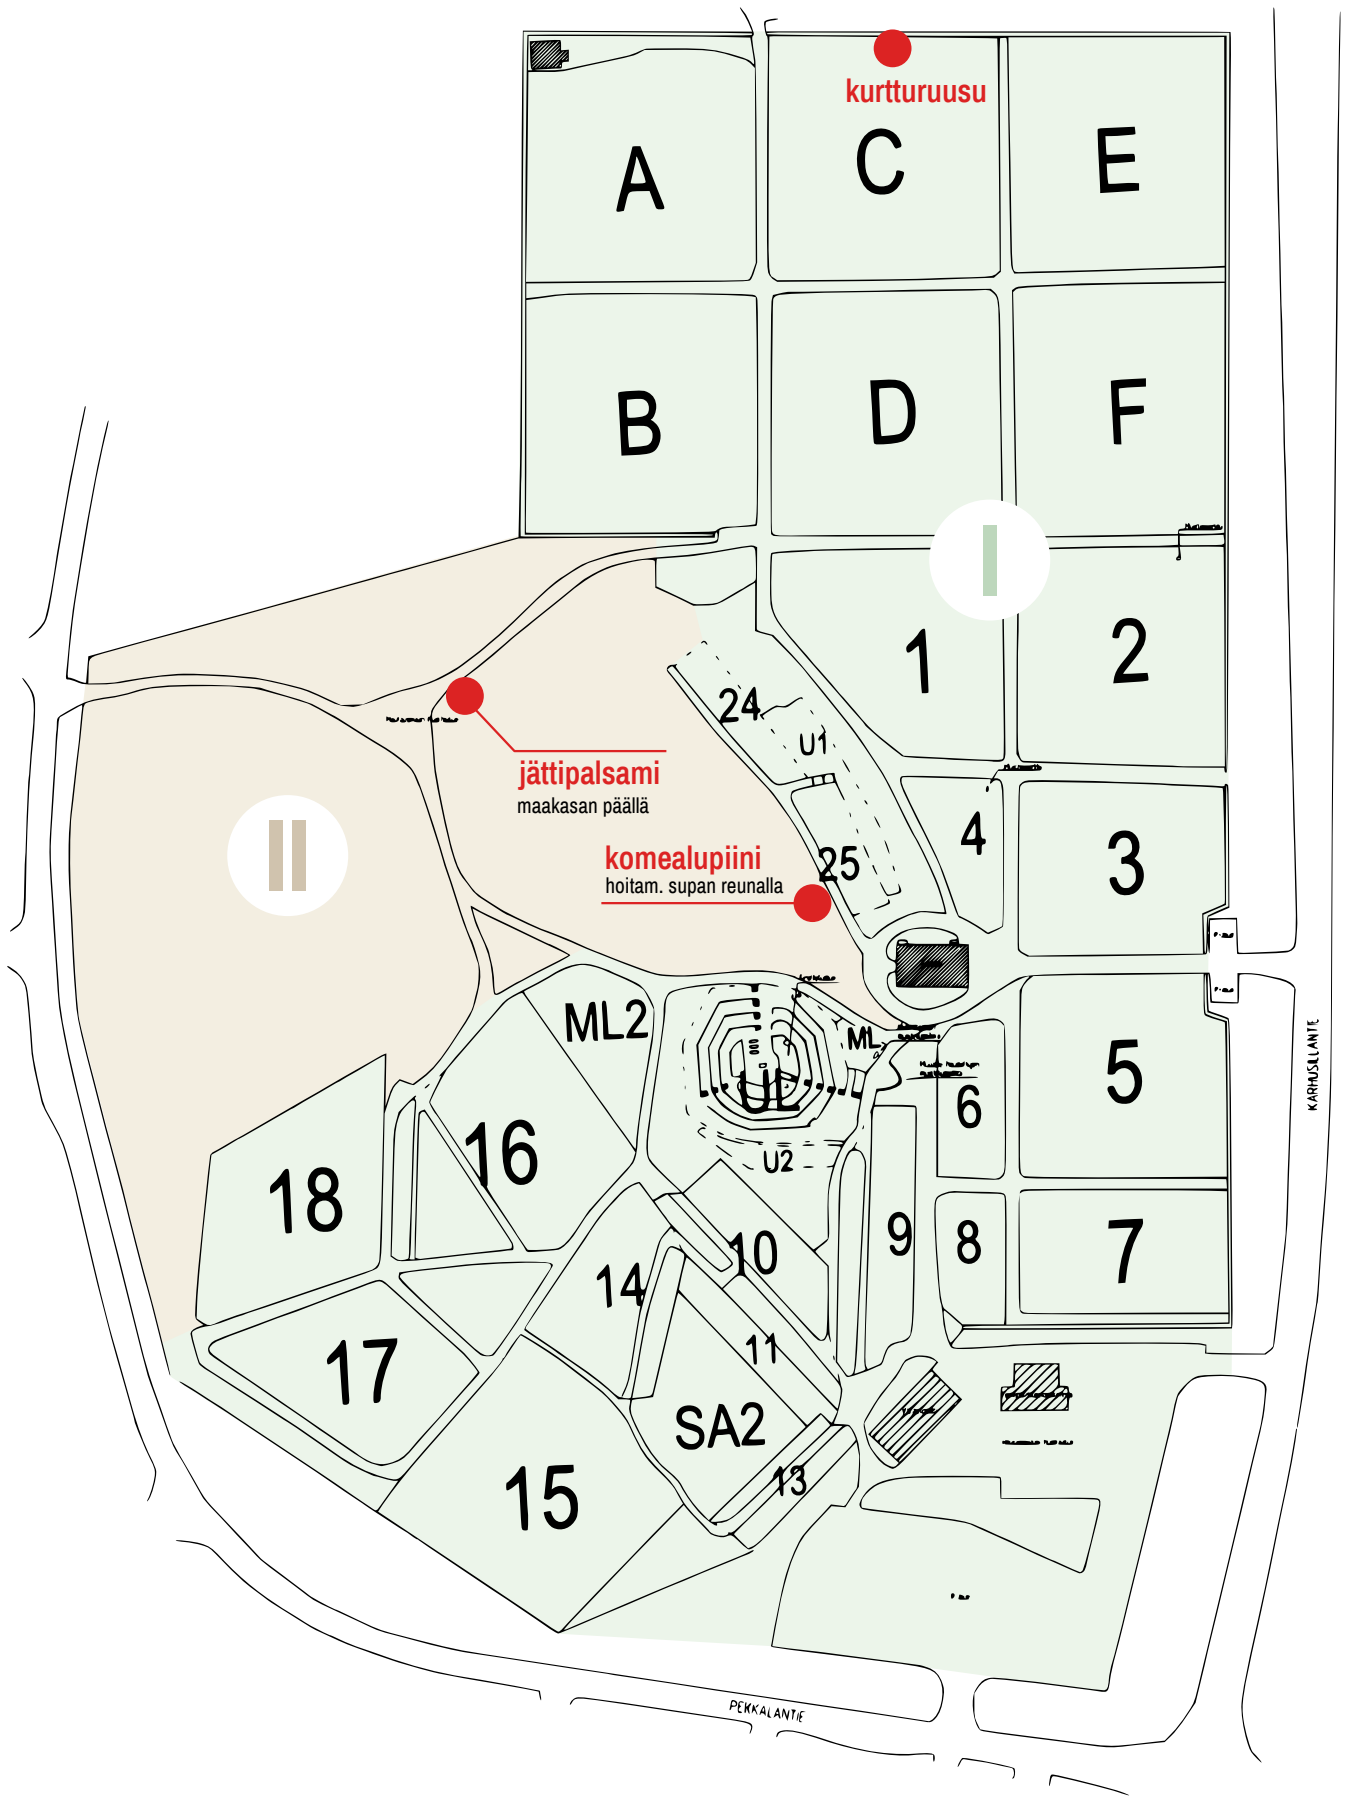 kurtturuusu
A
C
E
B
D
F
I
1
2
24
U1
jättipalsami
maakasan päällä
4
3
II
komealupiini
hoitam. supan reunalla
25
ML2
ML
UL
U2
5
6
KARHUSILLANTIE
16
18
9
8
7
10
14
11
17
SA2
13
15
PEKKALANTIE